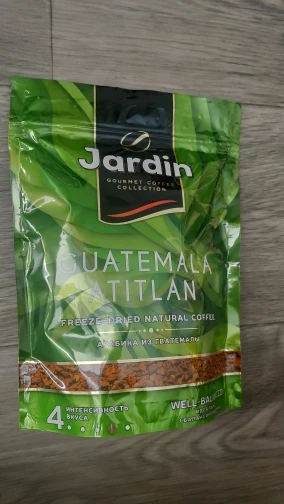 Jardin
GOURMET COFFEE
COLLECTION
GUATEMALA
ATITLAN
FREEZE-DRIED NATURAL COFFEE
АРАБИКА ИЗ ГВАТЕМАЛЫ
4 ИНТЕНСИВНОСТЬ
ВКУСА